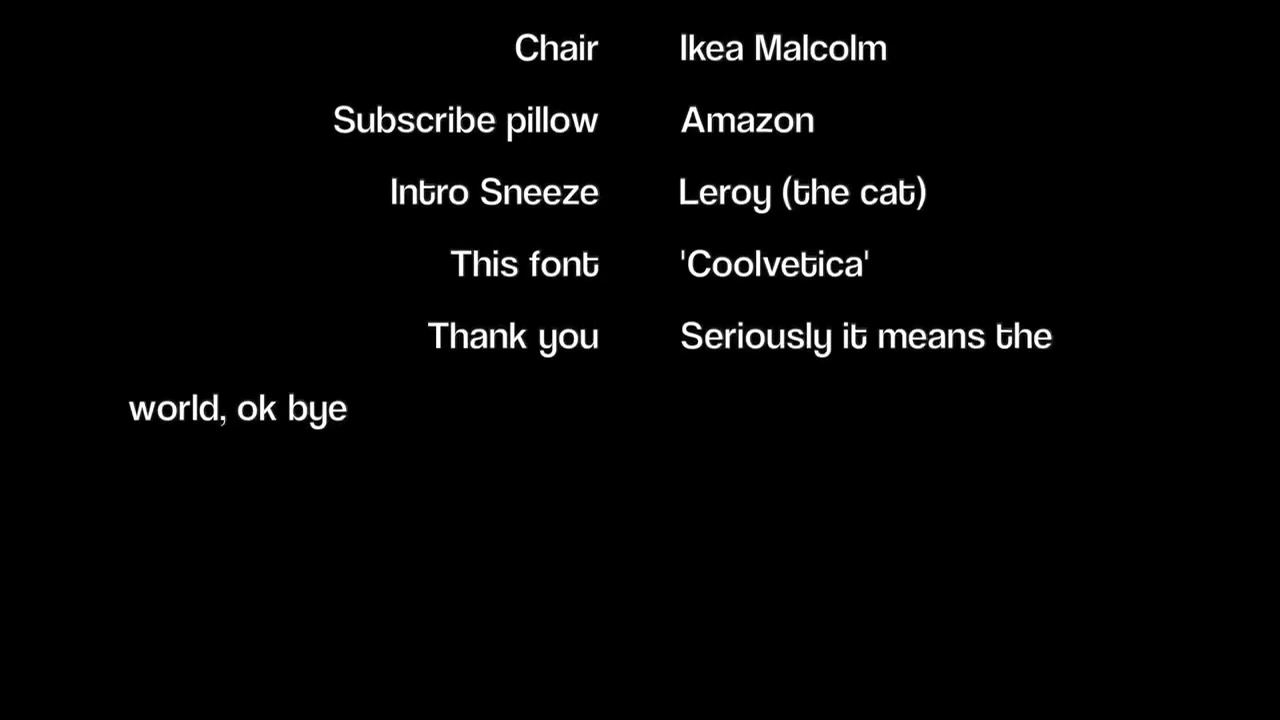 Chair Ikea Malcolm
Subscribe pillow Amazon
Intro Sneeze Leroy (the cat)
This font 'Coolvetica'
Thank you Seriously it means the
world, ok bye